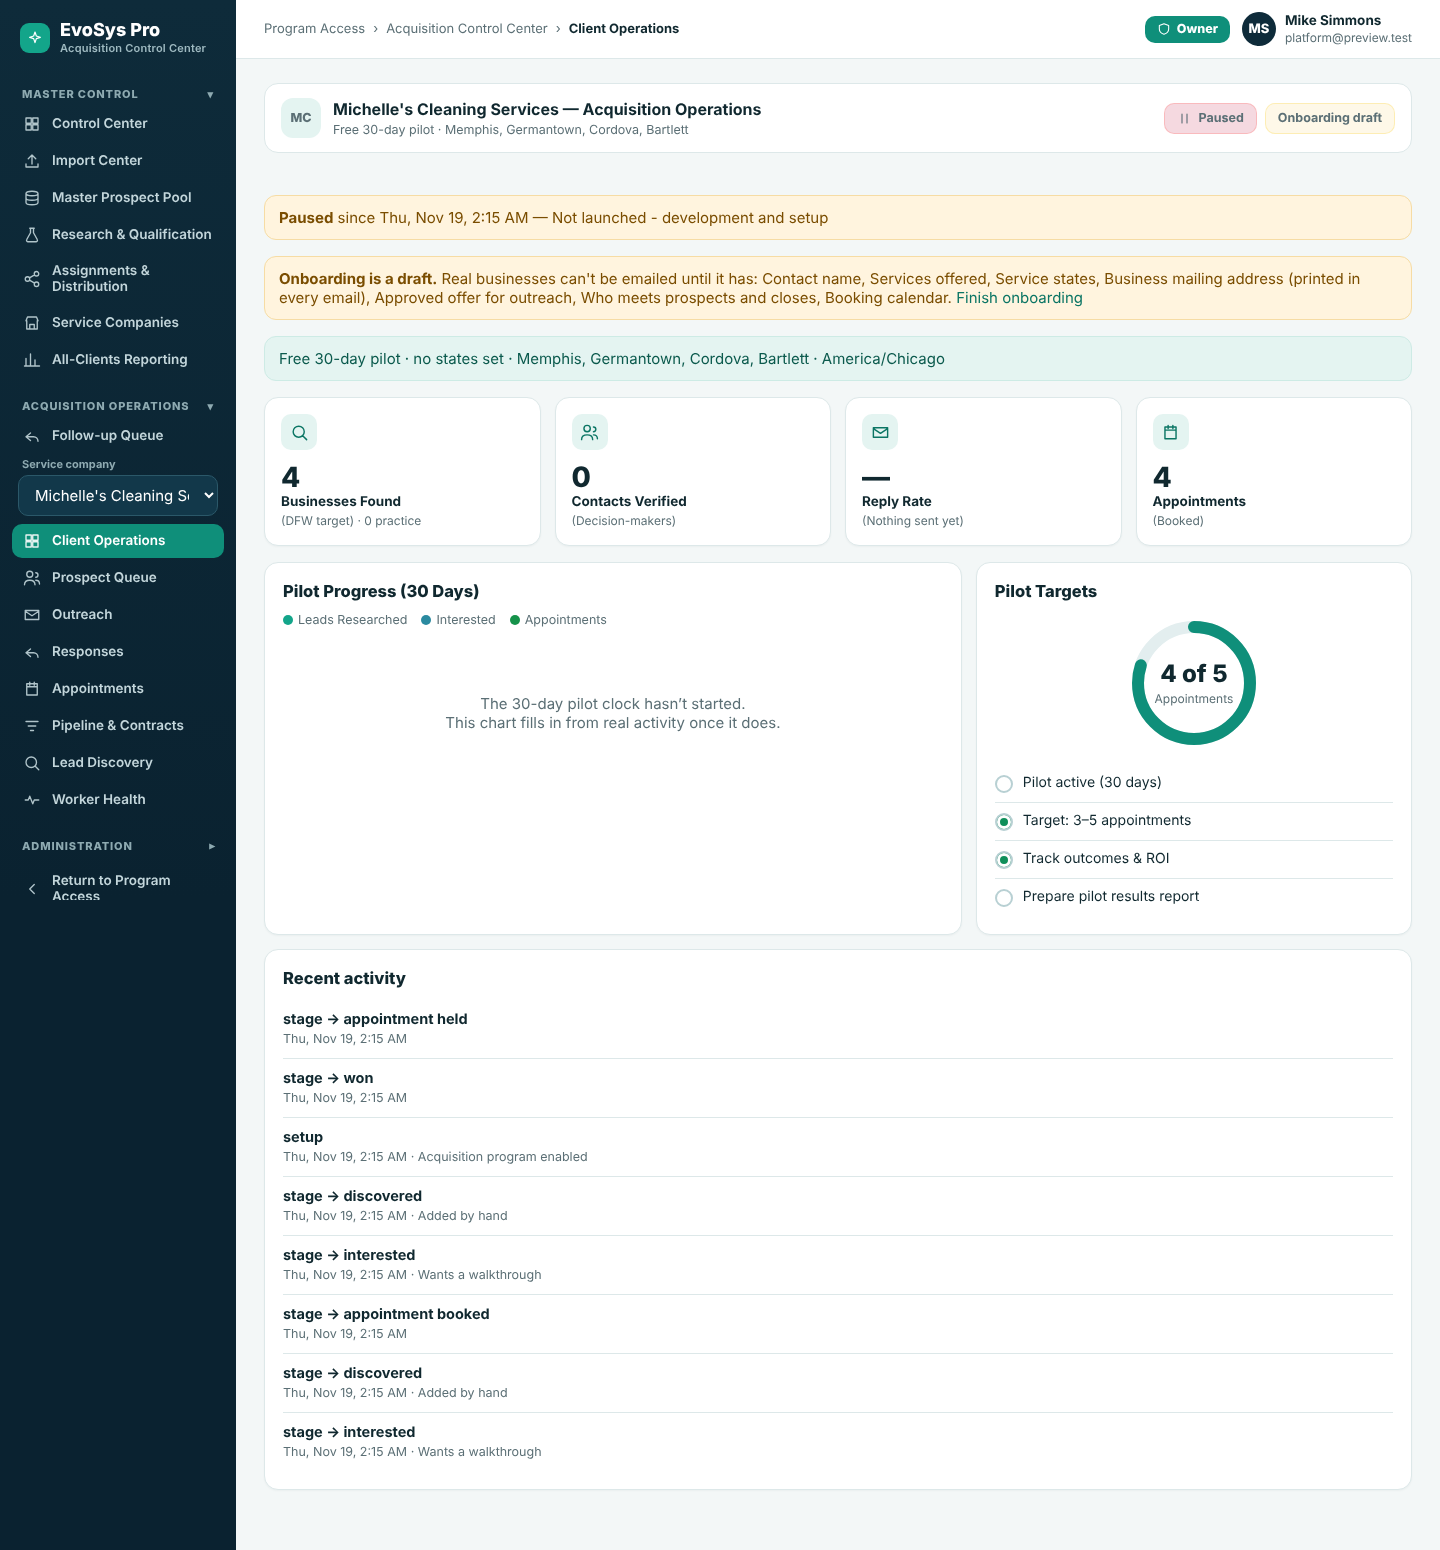 EvoSys Pro
Acquisition Control Center
MASTER CONTROL ▾
Control Center
Import Center
Master Prospect Pool
Research & Qualification
Assignments &
Distribution
Service Companies
All-Clients Reporting
ACQUISITION OPERATIONS ▾
Follow-up Queue
Service company
Michelle's Cleaning Se
Client Operations
Prospect Queue
Outreach
Responses
Appointments
Pipeline & Contracts
Lead Discovery
Worker Health
ADMINISTRATION ▸
Return to Program
Access
Program Access › Acquisition Control Center › Client Operations
Owner
MS
Mike Simmons
platform@preview.test
MC
Michelle's Cleaning Services — Acquisition Operations
Free 30-day pilot · Memphis, Germantown, Cordova, Bartlett
Paused
Onboarding draft
Paused since Thu, Nov 19, 2:15 AM — Not launched - development and setup
Onboarding is a draft. Real businesses can't be emailed until it has: Contact name, Services offered, Service states, Business mailing address (printed in
every email), Approved offer for outreach, Who meets prospects and closes, Booking calendar. Finish onboarding
Free 30-day pilot · no states set · Memphis, Germantown, Cordova, Bartlett · America/Chicago
4
Businesses Found
(DFW target) · 0 practice
0
Contacts Verified
(Decision-makers)
—
Reply Rate
(Nothing sent yet)
4
Appointments
(Booked)
Pilot Progress (30 Days)
Leads Researched
Interested
Appointments
The 30-day pilot clock hasn’t started.
This chart fills in from real activity once it does.
Pilot Targets
4 of 5
Appointments
Pilot active (30 days)
Target: 3–5 appointments
Track outcomes & ROI
Prepare pilot results report
Recent activity
stage → appointment held
Thu, Nov 19, 2:15 AM
stage → won
Thu, Nov 19, 2:15 AM
setup
Thu, Nov 19, 2:15 AM · Acquisition program enabled
stage → discovered
Thu, Nov 19, 2:15 AM · Added by hand
stage → interested
Thu, Nov 19, 2:15 AM · Wants a walkthrough
stage → appointment booked
Thu, Nov 19, 2:15 AM
stage → discovered
Thu, Nov 19, 2:15 AM · Added by hand
stage → interested
Thu, Nov 19, 2:15 AM · Wants a walkthrough